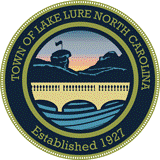 TOWN OF LAKE LURE NORTH CAROLINA
Established 1927